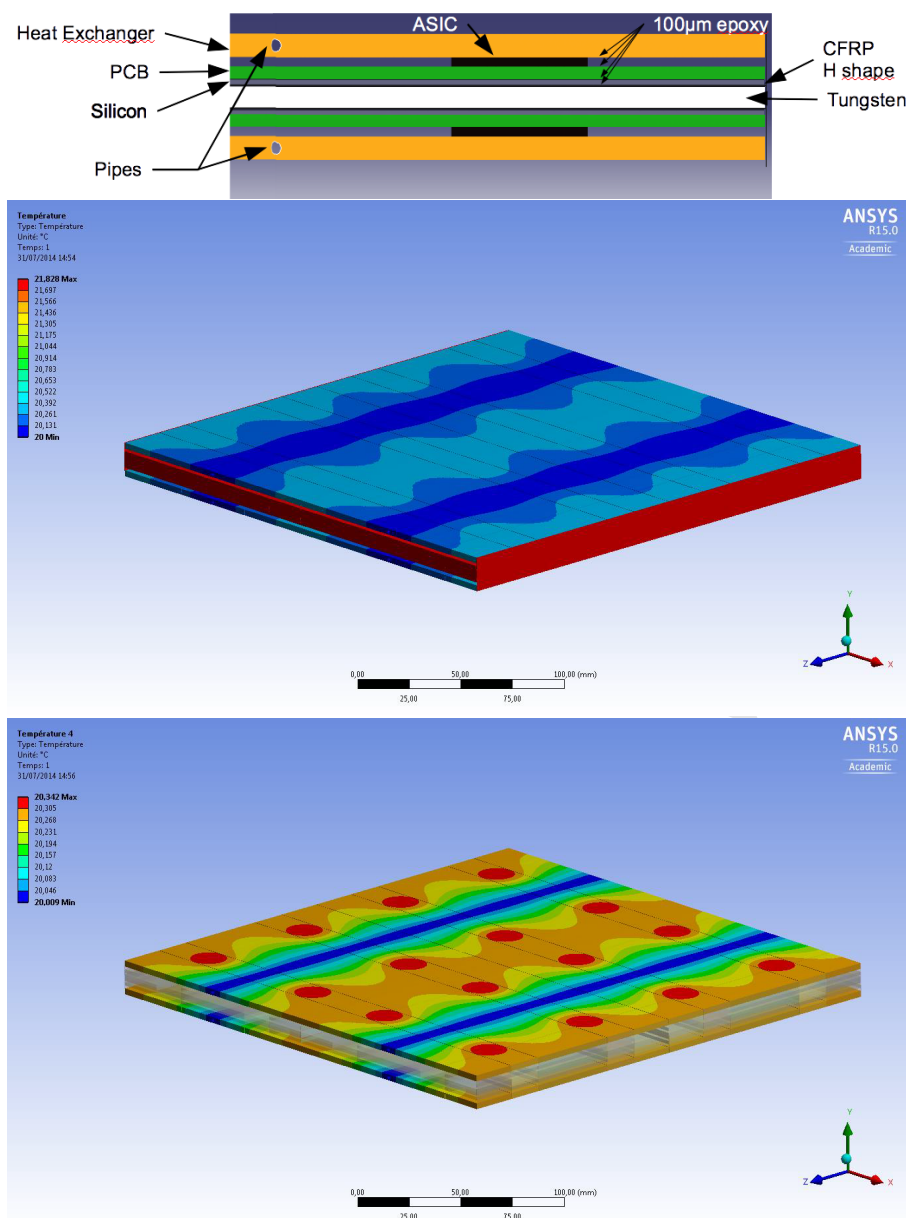 Heat Exchanger
ASIC
100µm epoxy
CFRP
H shape
PCB
Silicon
Tungsten
Pipes
Température
Type: Température
Unité: °C
Temps: 1
31/07/2014 14:54
21,828 Max
21,697
21,566
21,436
21,305
21,175
21,044
20,914
20,783
20,653
20,522
20,392
20,261
20,131
20 Min
ANSYS
R15.0
Academic
Y
Z
X
0,00
50,00
100,00 (mm)
25,00
75,00
Température 4
Type: Température
Unité: °C
Temps: 1
31/07/2014 14:56
20,342 Max
20,305
20,268
20,231
20,194
20,157
20,12
20,083
20,046
20,009 Min
ANSYS
R15.0
Academic
Y
Z
X
0,00
50,00
100,00 (mm)
25,00
75,00